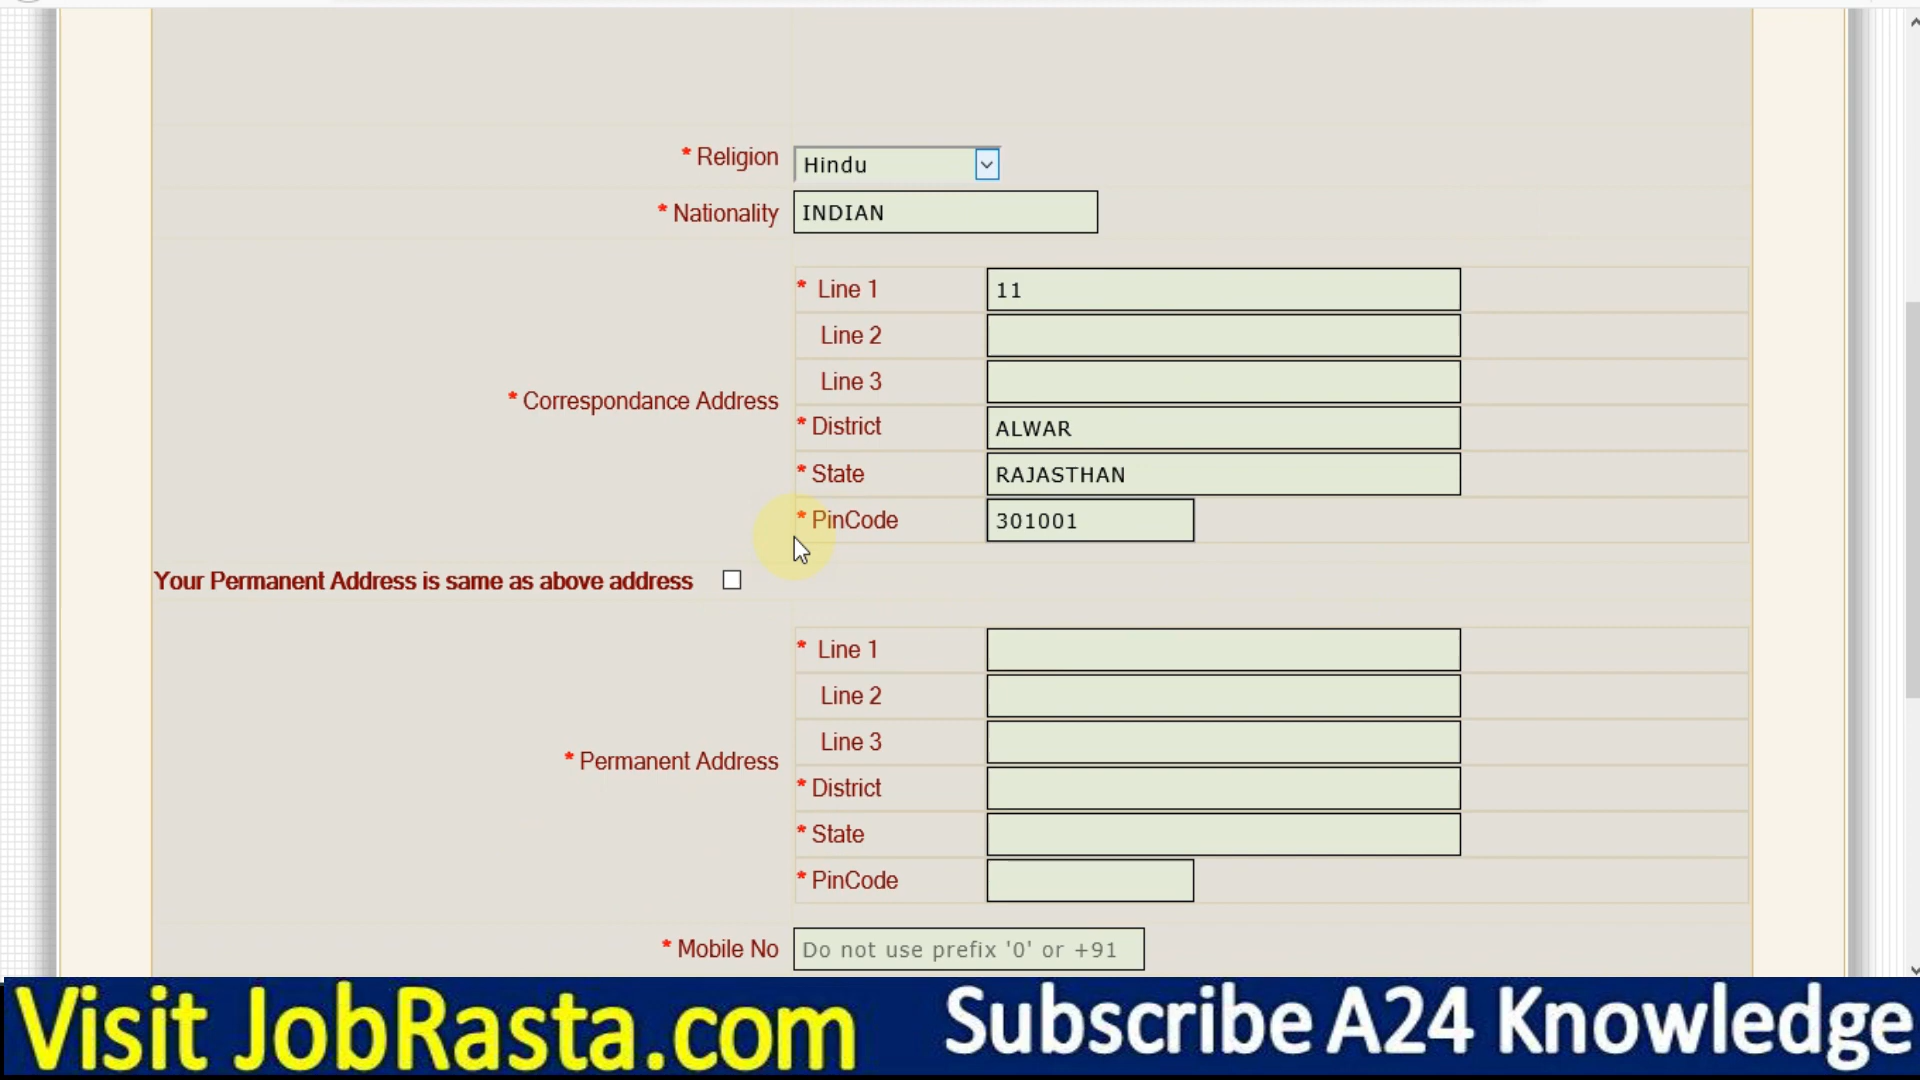 * Religion Hindu
* Nationality INDIAN
* Line 1 11
Line 2
Line 3
* Correspondance Address
* District ALWAR
* State RAJASTHAN
* PinCode 301001
Your Permanent Address is same as above address
* Line 1
Line 2
Line 3
* Permanent Address
* District
* State
* PinCode
* Mobile No Do not use prefix '0' or +91
Visit JobRasta.com Subscribe A24 Knowledge